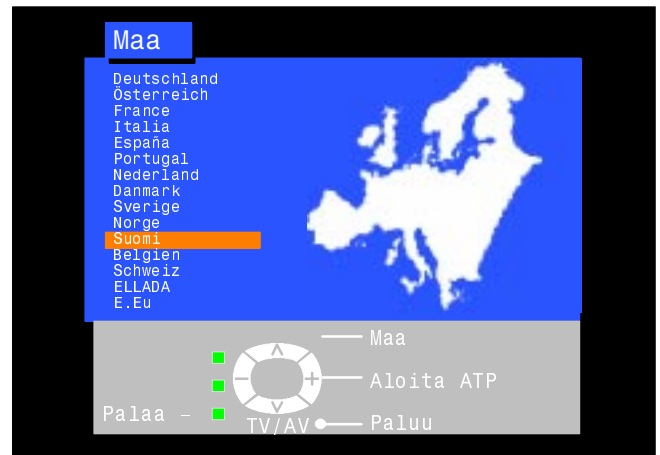 Maa
Deutschland
Österreich
France
Italia
España
Portugal
Nederland
Danmark
Sverige
Norge
Suomi
Belgien
Schweiz
ELLADA
E.Eu
Maa
Aloita ATP
Palaa –
TV/AV
Paluu